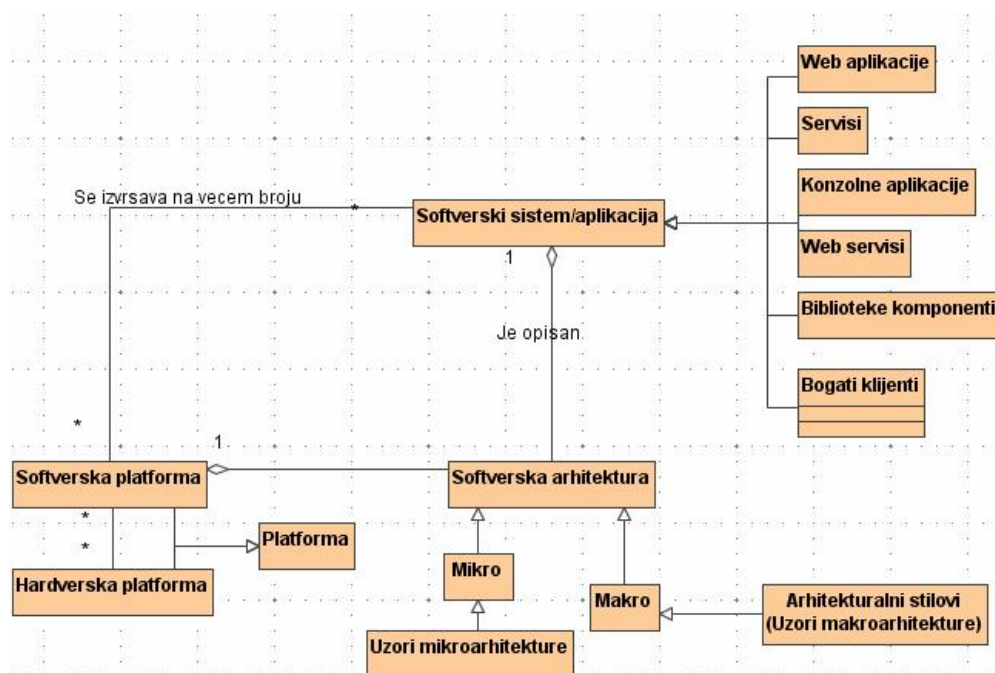 Web aplikacije
Servisi
Konzolne aplikacije
Se izvrsava na vecem broju
*
Softverski sistem/aplikacija
Web servisi
1
Biblioteke komponenti
Je opisan
Bogati klijenti
*
1
Softverska platforma
Softverska arhitektura
*
Platforma
*
Hardverska platforma
Mikro
Makro
Arhitekturalni stilovi
(Uzori makroarhitekture)
Uzori mikroarhitekture